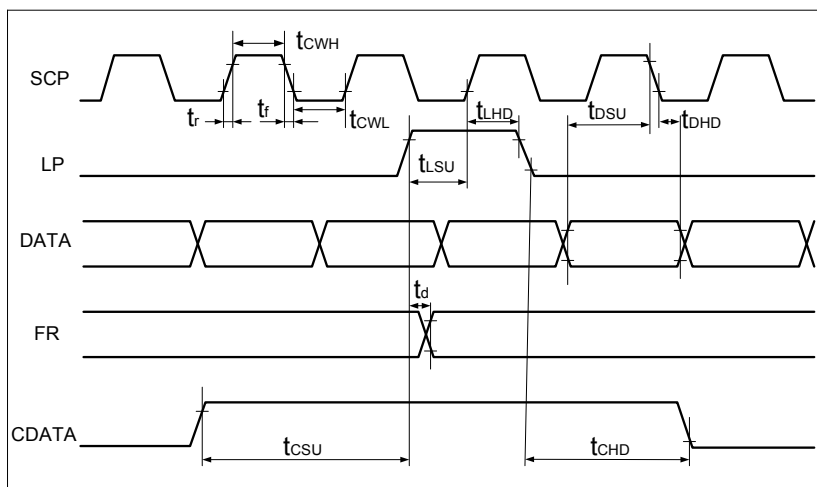 tCWH
SCP
tr
tf
tCWL
tLHD
tDSU
tDHD
LP
tLSU
DATA
td
FR
CDATA
tCSU
tCHD